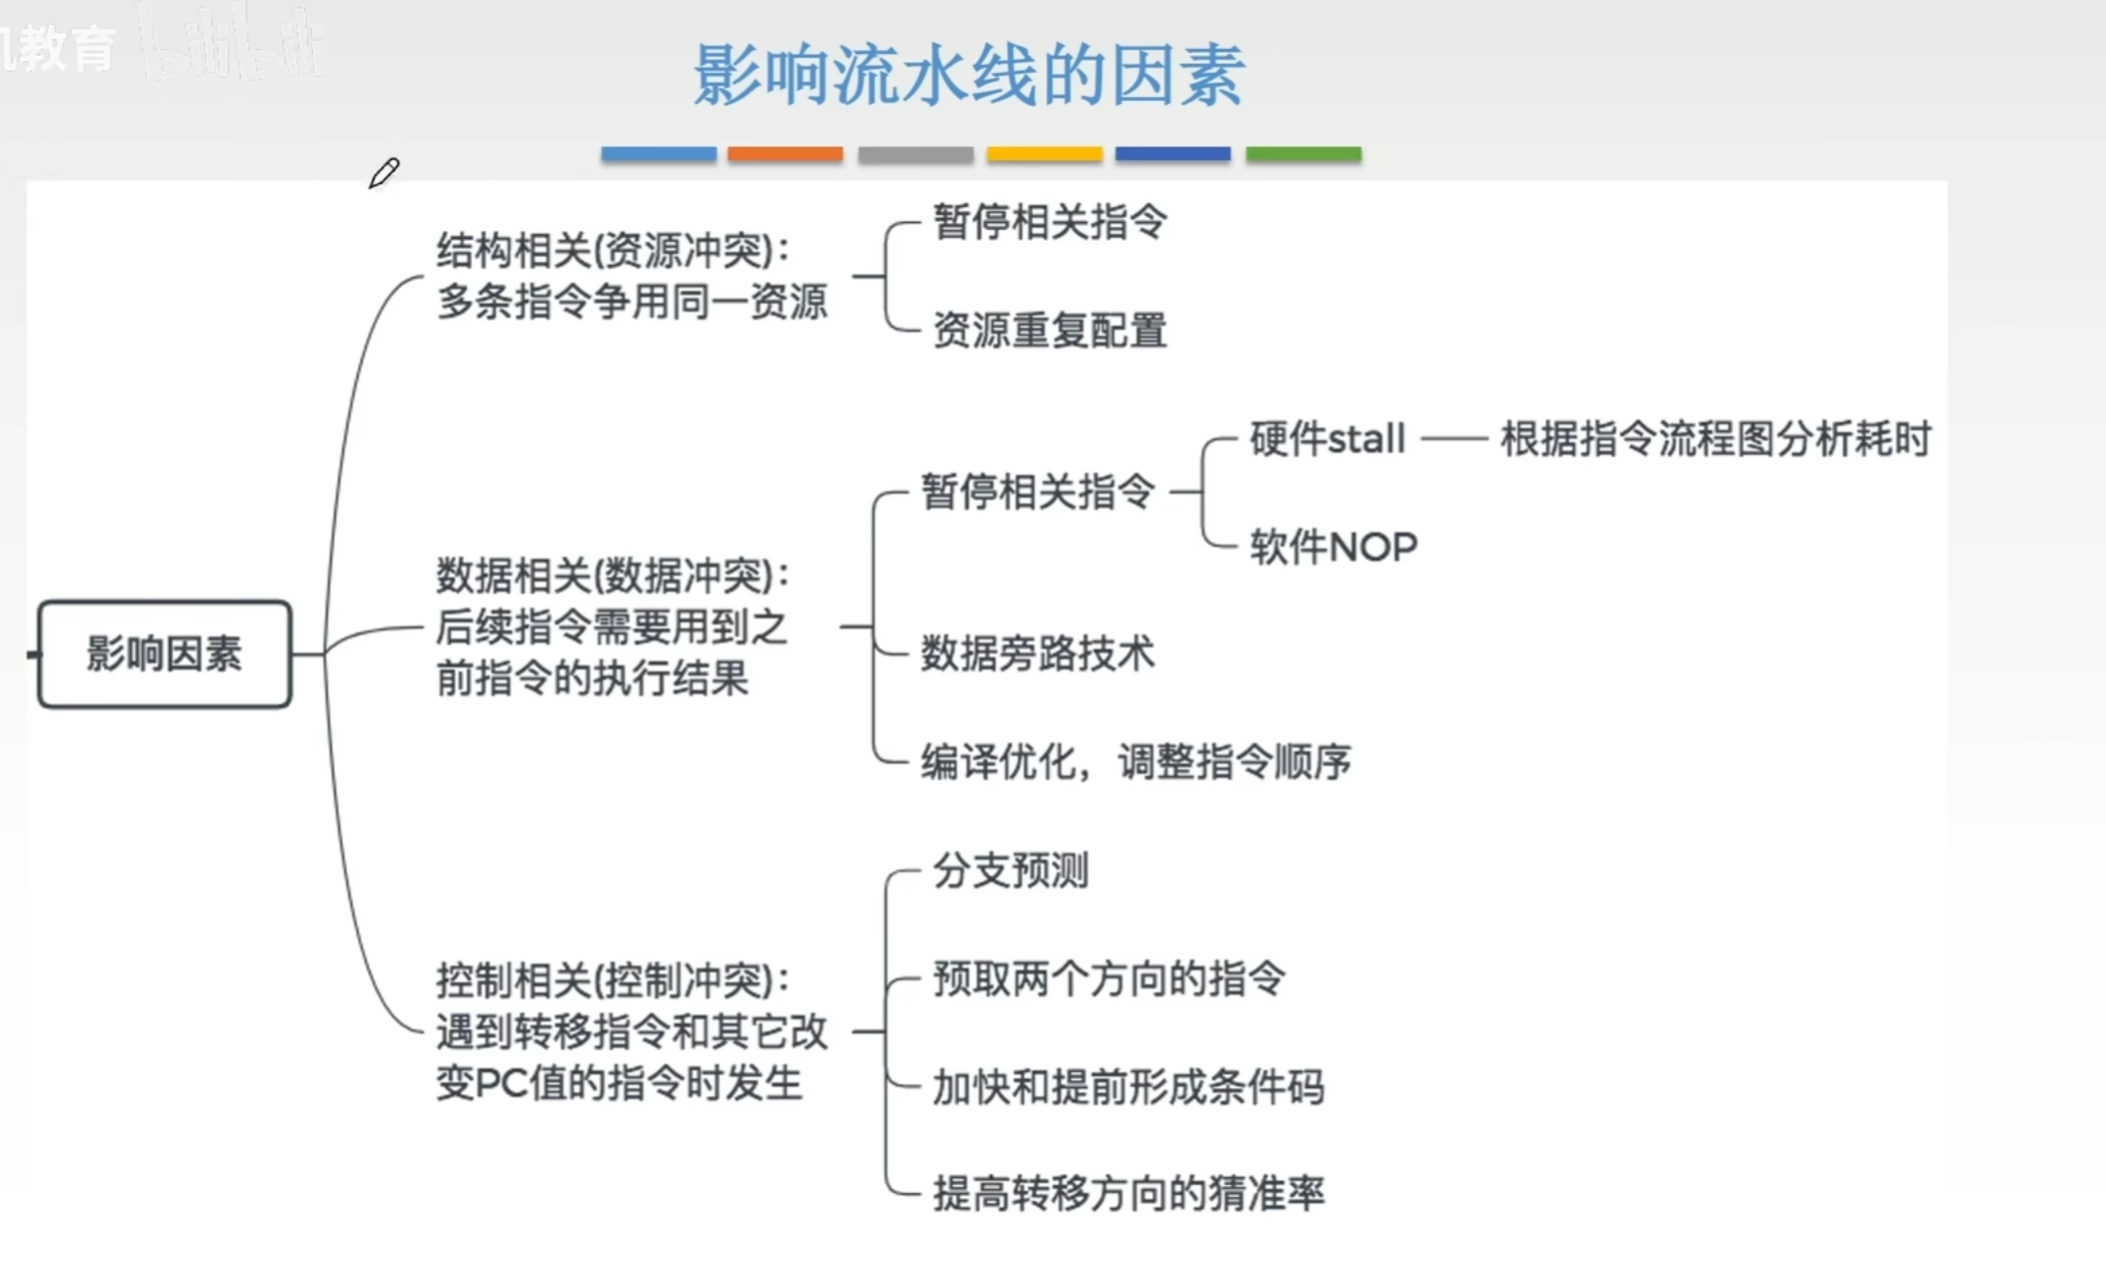 教育 bilibili
影响流水线的因素
结构相关(资源冲突)：
多条指令争用同一资源
暂停相关指令
资源重复配置
影响因素
数据相关(数据冲突)：
后续指令需要用到之
前指令的执行结果
暂停相关指令
硬件stall
根据指令流程图分析耗时
软件NOP
数据旁路技术
编译优化，调整指令顺序
控制相关(控制冲突)：
遇到转移指令和其它改
变PC值的指令时发生
分支预测
预取两个方向的指令
加快和提前形成条件码
提高转移方向的猜准率